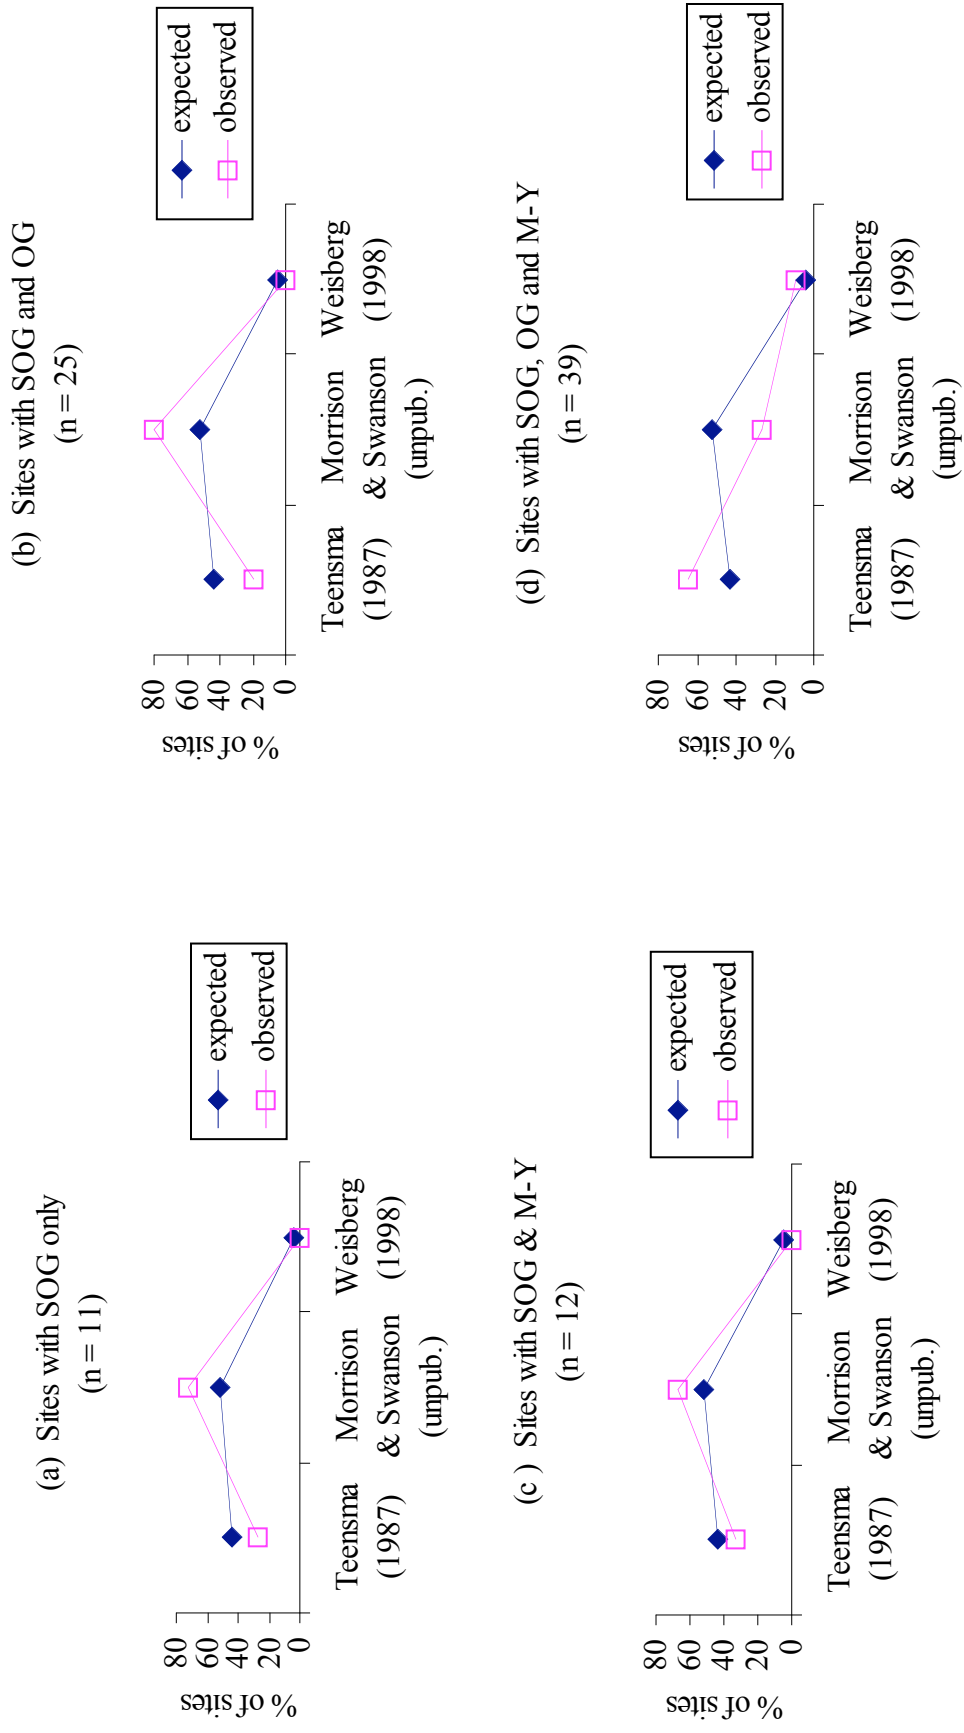 (a) Sites with SOG only
(n = 11)
% of sites
80
60
40
20
0
Teensma
(1987)
Morrison
& Swanson
(unpub.)
Weisberg
(1998)
expected
observed
(b) Sites with SOG and OG
(n = 25)
% of sites
80
60
40
20
0
Teensma
(1987)
Morrison
& Swanson
(unpub.)
Weisberg
(1998)
expected
observed
(c ) Sites with SOG & M-Y
(n = 12)
% of sites
80
60
40
20
0
Teensma
(1987)
Morrison
& Swanson
(unpub.)
Weisberg
(1998)
expected
observed
(d) Sites with SOG, OG and M-Y
(n = 39)
% of sites
80
60
40
20
0
Teensma
(1987)
Morrison
& Swanson
(unpub.)
Weisberg
(1998)
expected
observed